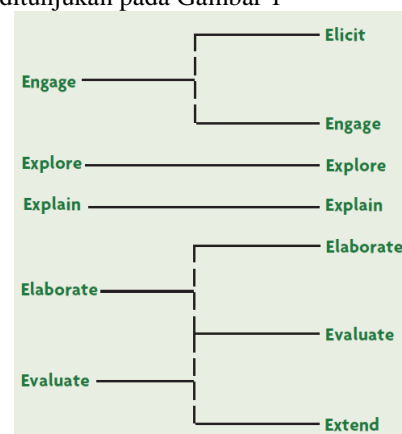 ditunjukan pada Gambar 1
Elicit
Engage
Engage
Explore Explore
Explain Explain
Elaborate
Elaborate
Evaluate
Evaluate
Extend